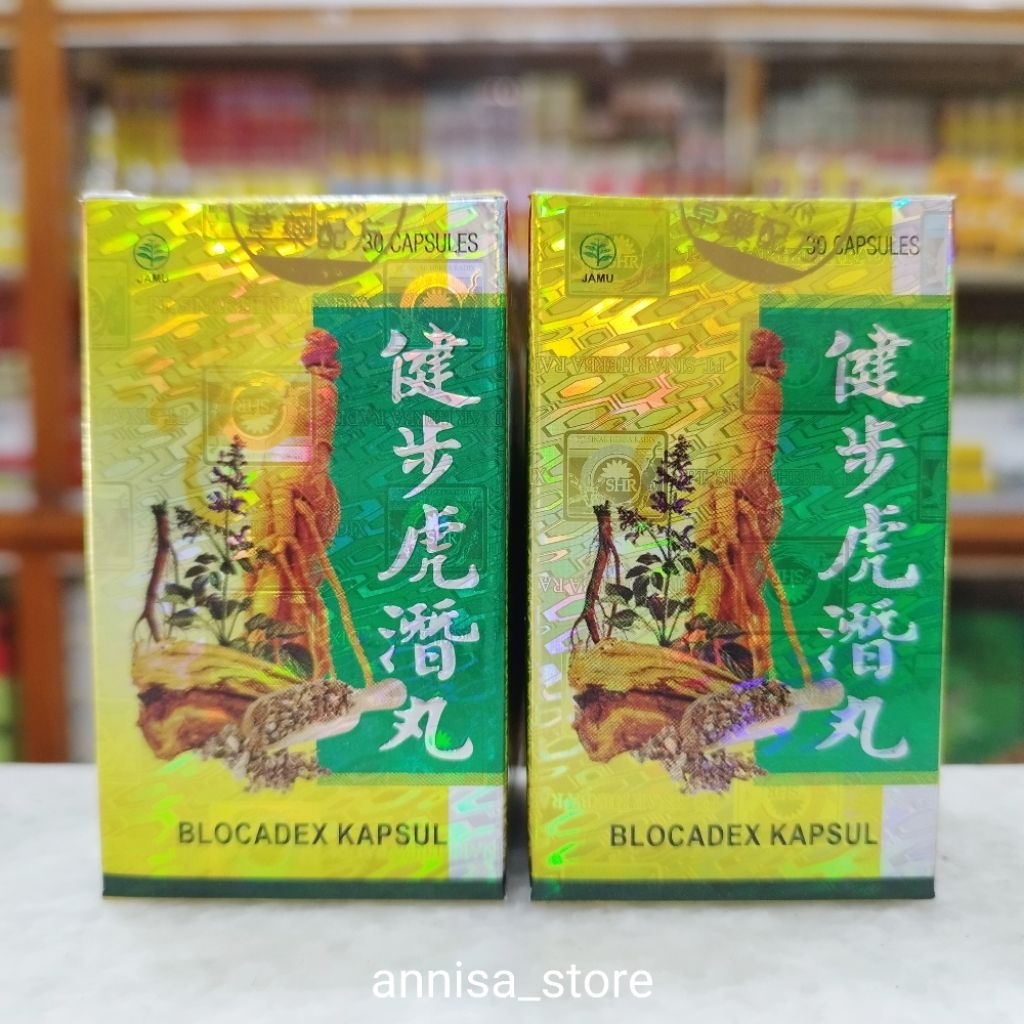 30 CAPSULES
JAMU
健步虎潛丸
BLOCADEX KAPSUL
30 CAPSULES
JAMU
SHR
健步虎潛丸
BLOCADEX KAPSUL
annisa_store